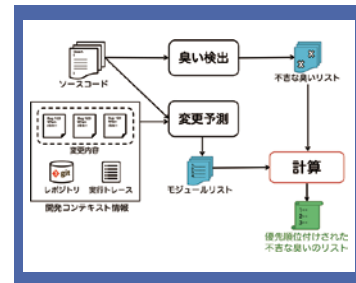 臭い検出
ソースコード
不吉な臭いリスト
変更予測
変更内容
git
レポジトリ
実行トレース
モジュールリスト
計算
開発コンテキスト情報
優先順位付けされた
不吉な臭いのリスト